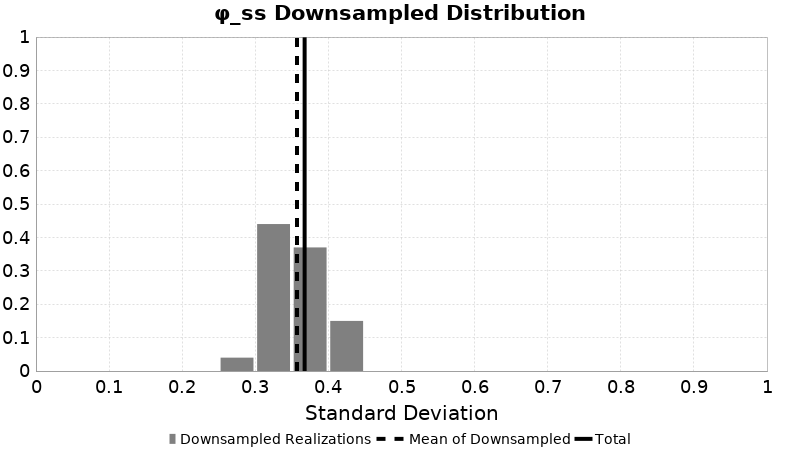 φ_ss Downsampled Distribution
1
0.9
0.8
0.7
0.6
0.5
0.4
0.3
0.2
0.1
0
0 0.1 0.2 0.3 0.4 0.5 0.6 0.7 0.8 0.9 1
Standard Deviation
Downsampled Realizations Mean of Downsampled Total